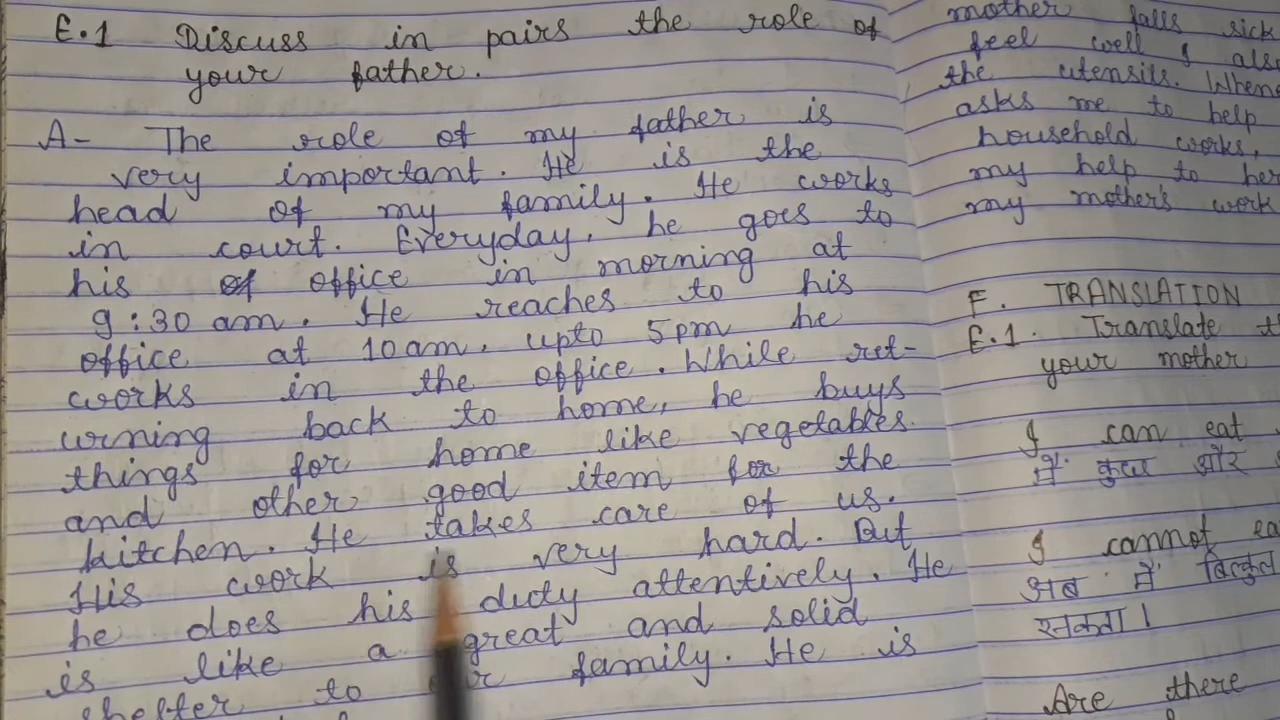 E.1 Discuss in pairs the role of
your father.
A- The role of my father is
very important. He is the
head of my family. He works
in court. Everyday, he goes to
his of office in morning at
9:30 am. He reaches to his
office at 10am. upto 5pm he
works in the office. While ret-
urning back to home, he buys
things for home like vegetables.
and other good item for the
kitchen. He takes care of us.
His work is very hard. But
he does his duty attentively. He
is like a great and solid
shelter to family. He is
mother falls sick
feel well I also
the utensils.
asks me to help
household works,
my help to her
my mother's work
F. TRANSLATION
E.1. Translate
your mother
I can eat
मैं कुछ और
I cannot
अब मैं बिल्कुल
सकता।
Are there